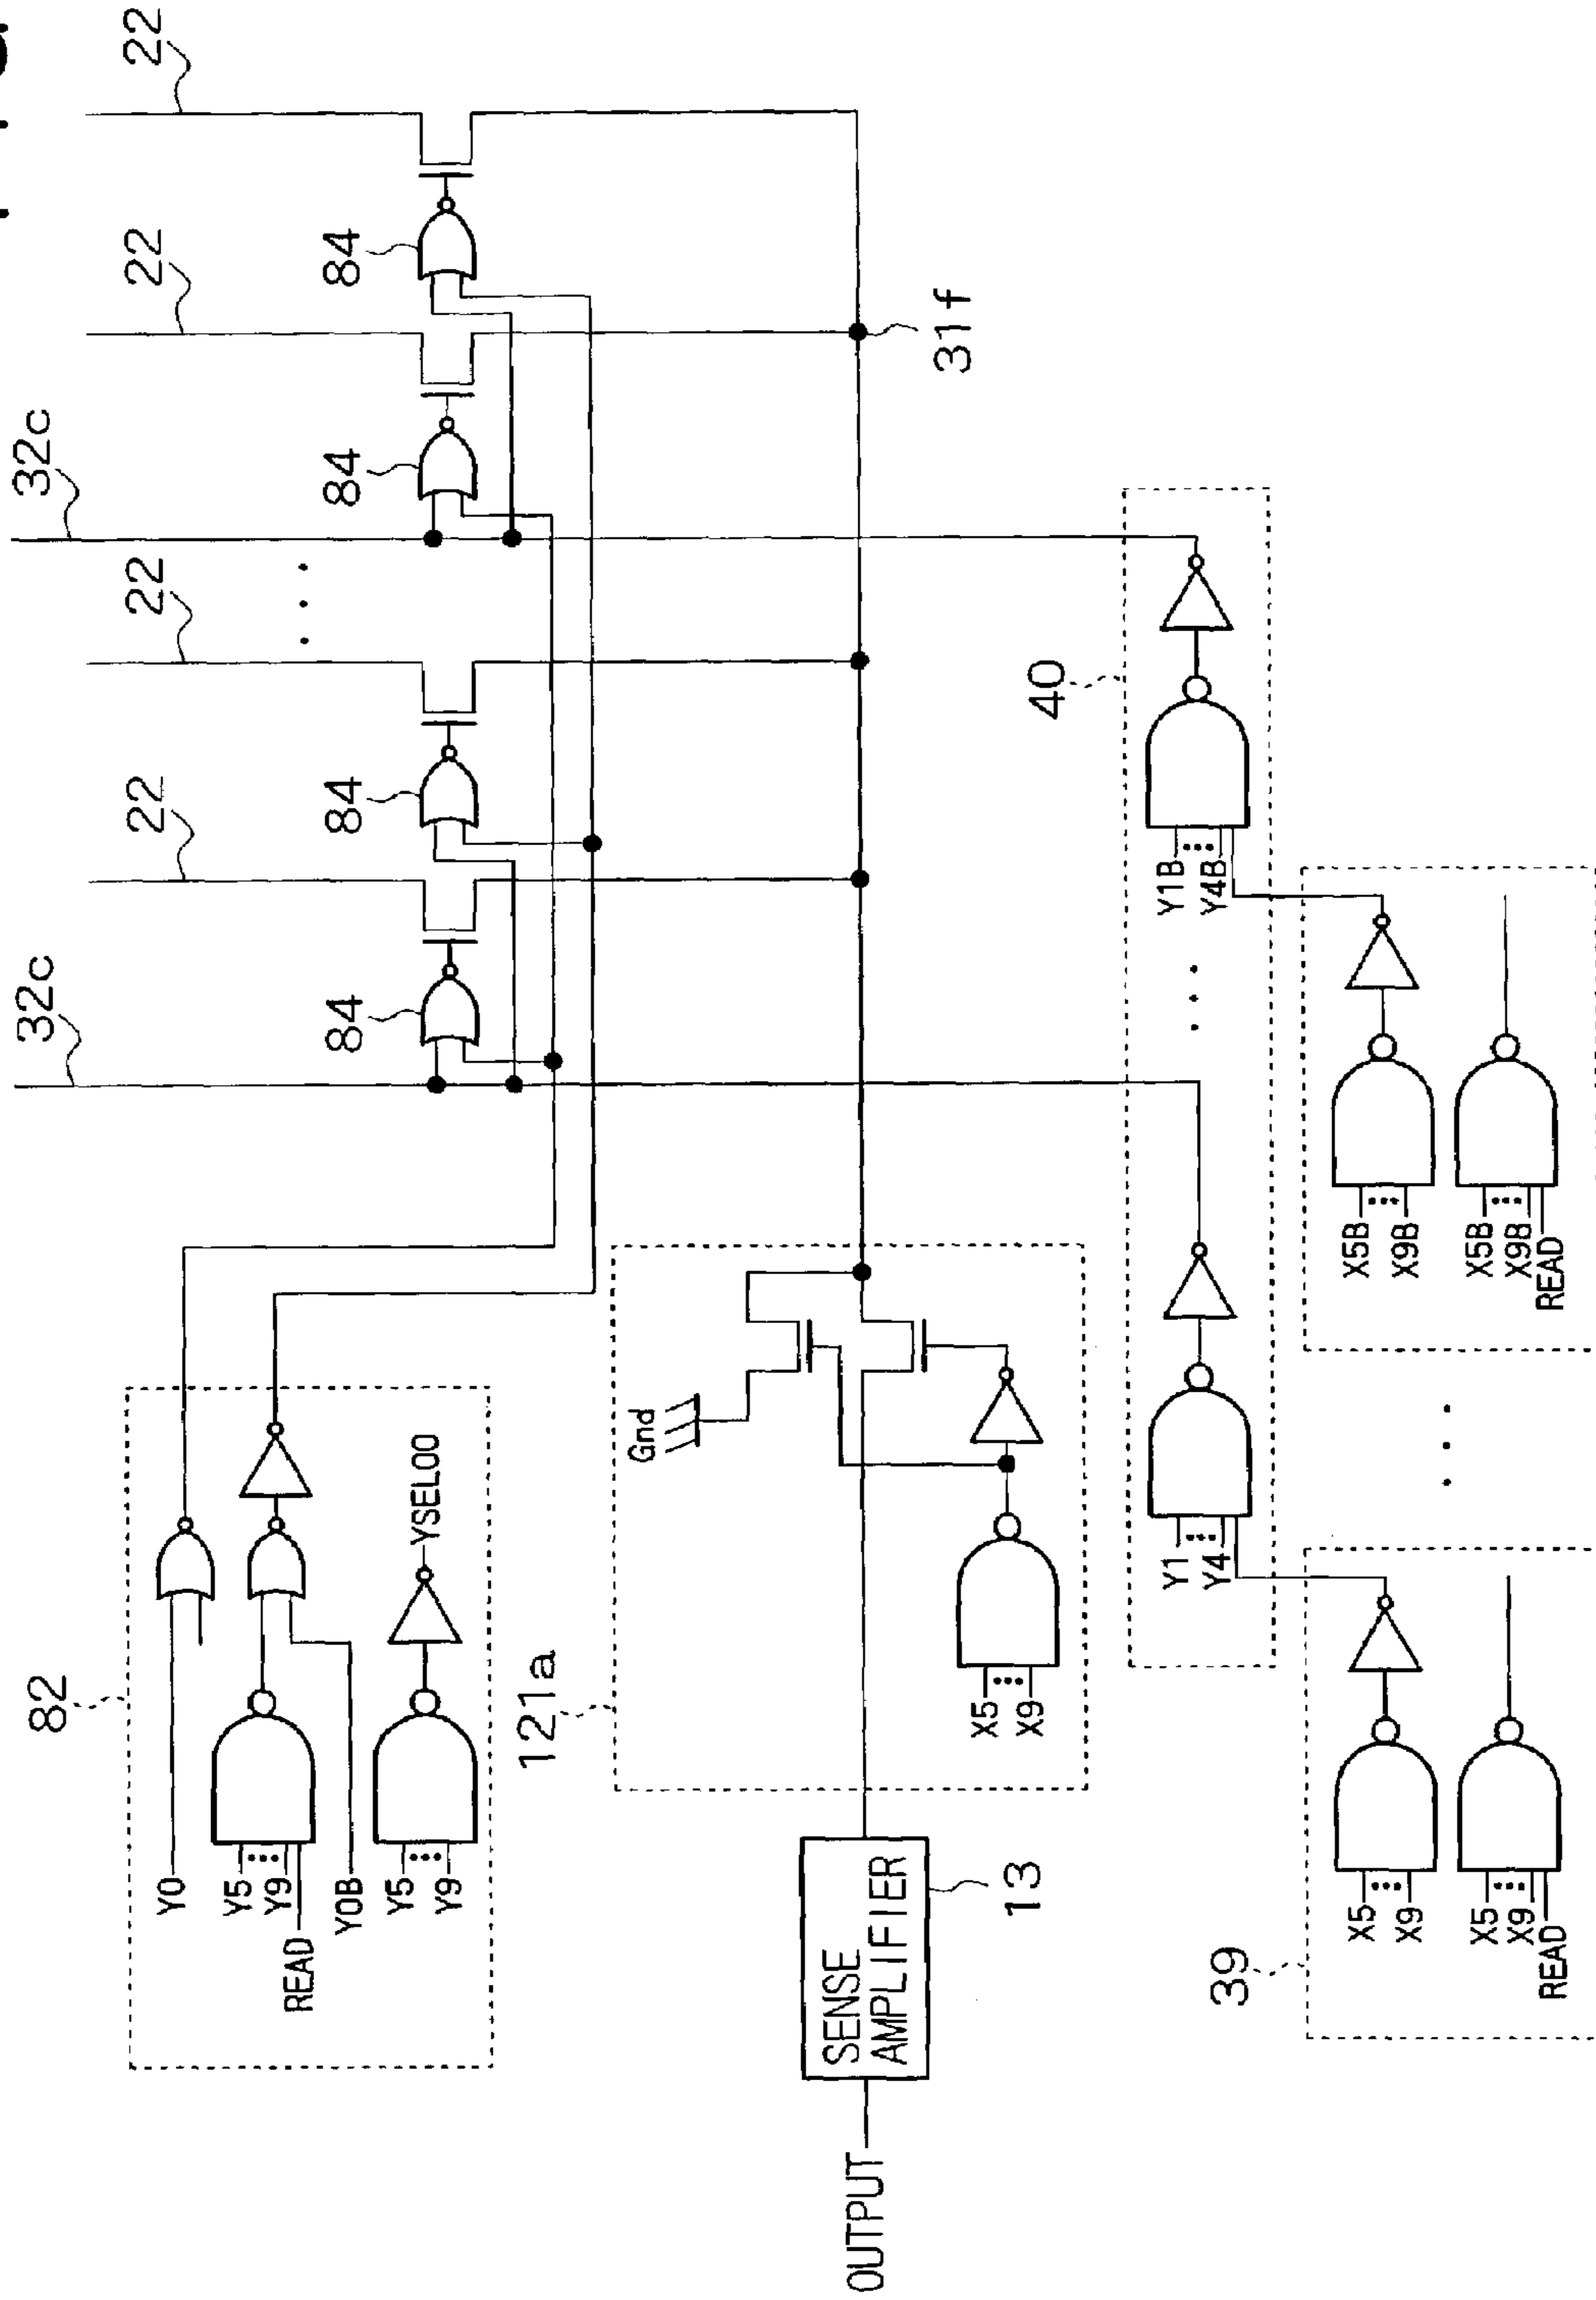 32c
32c
22
22
22
22
82
Y0
Y5
Y9
READ
Y0B
Y5
Y9
YSEL00
84
84
84
84
121a
Gnd
X5
X9
OUTPUT
SENSE
AMPLIFIER
13
31f
40
Y1
Y4
Y1B
Y4B
39
X5
X9
X5
X9
READ
X5B
X9B
X5B
X9B
READ